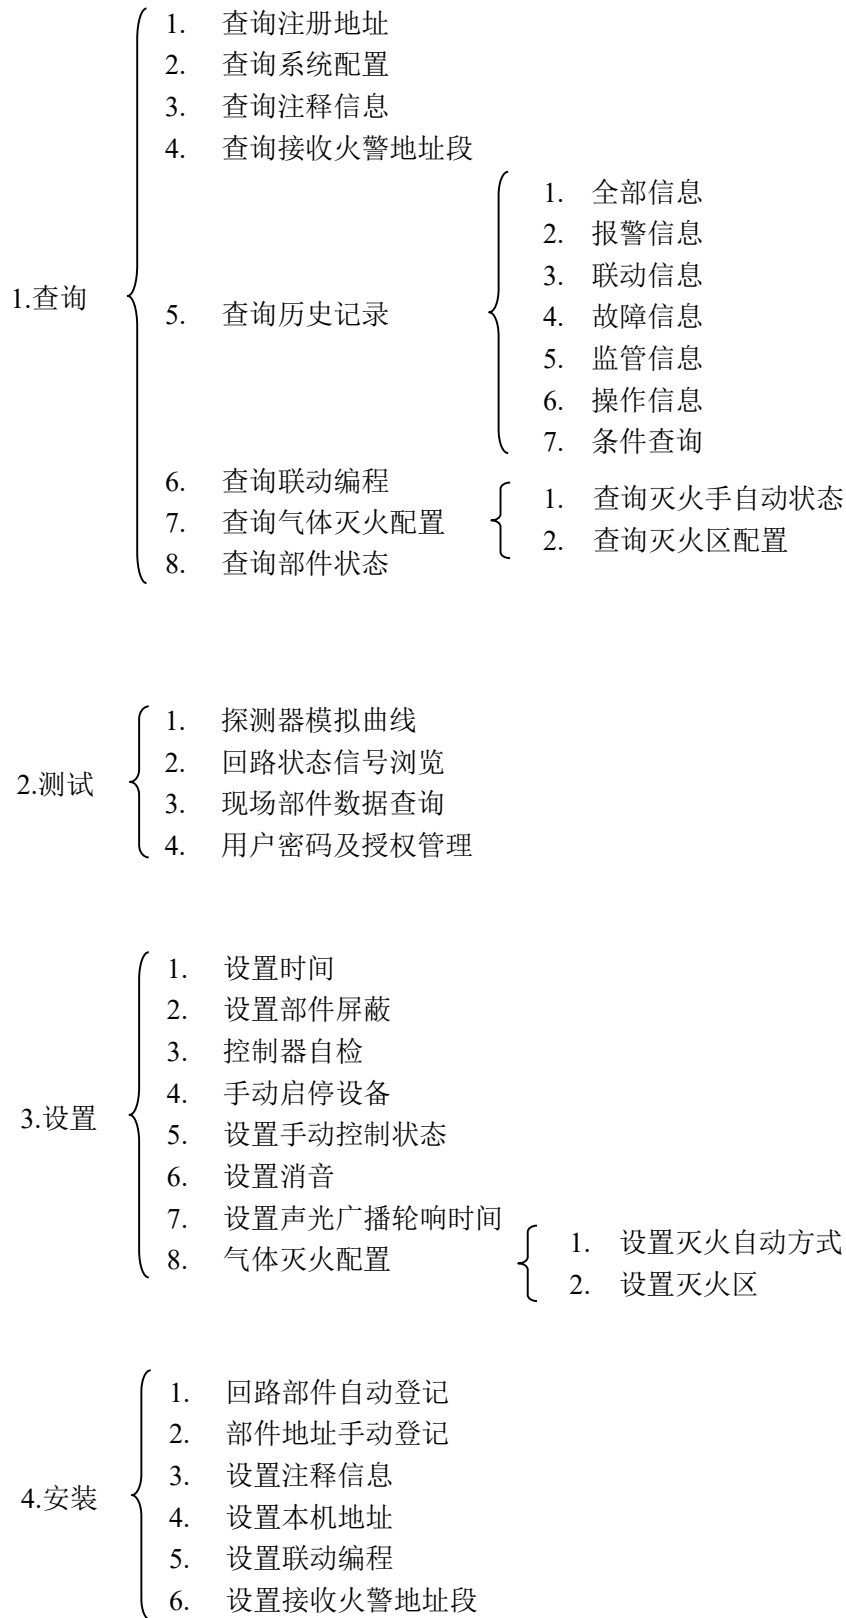 1.查询
1. 查询注册地址
2. 查询系统配置
3. 查询注释信息
4. 查询接收火警地址段
5. 查询历史记录
1. 全部信息
2. 报警信息
3. 联动信息
4. 故障信息
5. 监管信息
6. 操作信息
7. 条件查询
6. 查询联动编程
7. 查询气体灭火配置
1. 查询灭火手自动状态
2. 查询灭火区配置
8. 查询部件状态
2.测试
1. 探测器模拟曲线
2. 回路状态信号浏览
3. 现场部件数据查询
4. 用户密码及授权管理
3.设置
1. 设置时间
2. 设置部件屏蔽
3. 控制器自检
4. 手动启停设备
5. 设置手动控制状态
6. 设置消音
7. 设置声光广播轮响时间
8. 气体灭火配置
1. 设置灭火自动方式
2. 设置灭火区
4.安装
1. 回路部件自动登记
2. 部件地址手动登记
3. 设置注释信息
4. 设置本机地址
5. 设置联动编程
6. 设置接收火警地址段